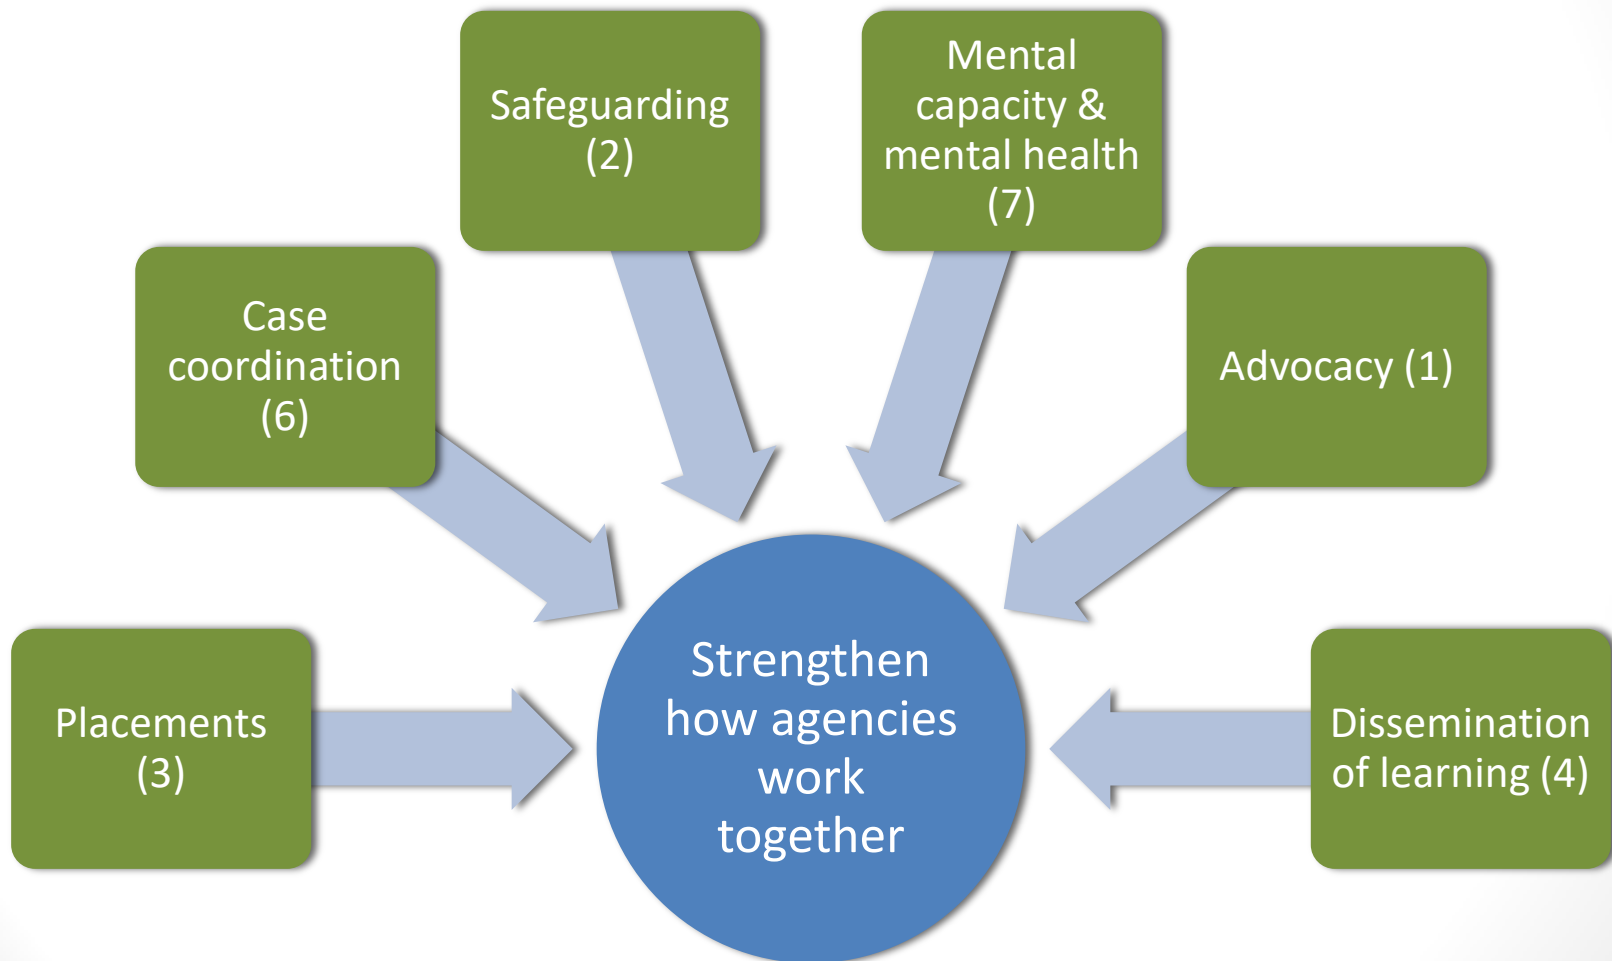 Safeguarding
(2)
Mental
capacity &
mental health
(7)
Case
coordination
(6)
Advocacy (1)
Placements
(3)
Strengthen
how agencies
work
together
Dissemination
of learning (4)